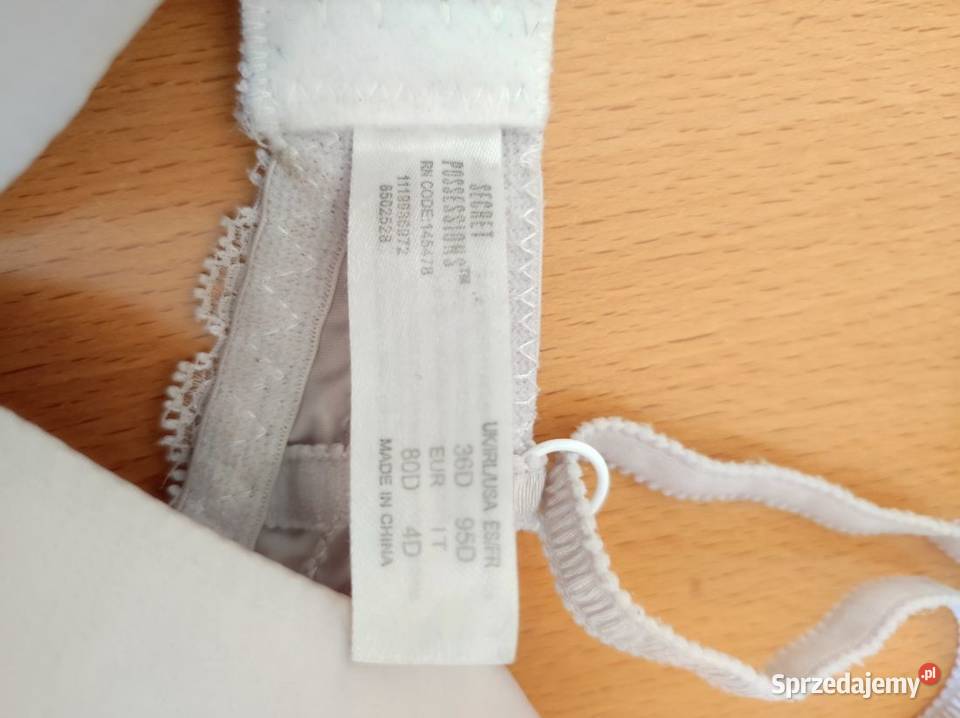 SECRET
POSSESSIONS™
RN CODE:145478
1118936972
6502528
UK/IRL/USA ES/FR
36D 95D
EUR IT
80D 4D
MADE IN CHINA
Sprzedajemy.pl